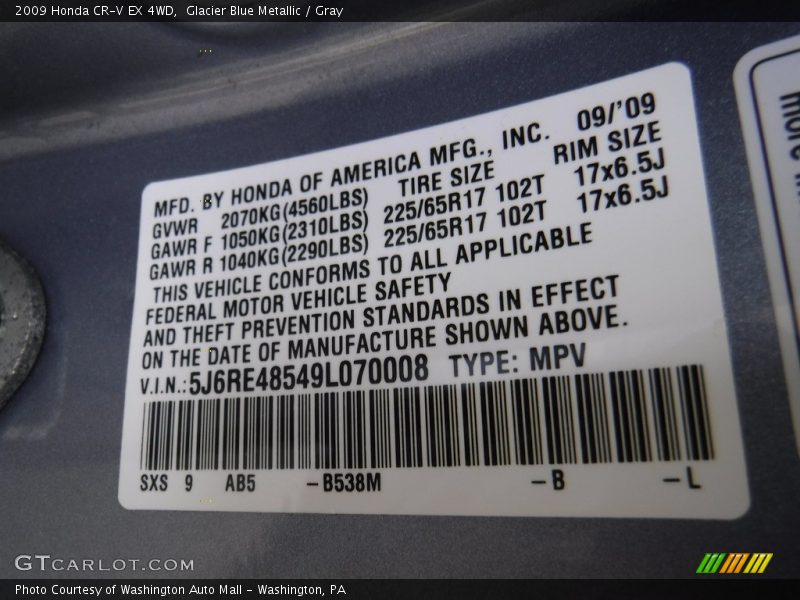 2009 Honda CR-V EX 4WD, Glacier Blue Metallic / Gray
MFD. BY HONDA OF AMERICA MFG., INC. 09/'09
GVWR 2070KG(4560LBS) TIRE SIZE RIM SIZE
GAWR F 1050KG(2310LBS) 225/65R17 102T 17x6.5J
GAWR R 1040KG(2290LBS) 225/65R17 102T 17x6.5J
THIS VEHICLE CONFORMS TO ALL APPLICABLE
FEDERAL MOTOR VEHICLE SAFETY
AND THEFT PREVENTION STANDARDS IN EFFECT
ON THE DATE OF MANUFACTURE SHOWN ABOVE.
V.I.N.: 5J6RE48549L070008 TYPE: MPV
SXS 9 AB5 -B538M -B -L
more
GTCARLOT.COM
Photo Courtesy of Washington Auto Mall - Washington, PA